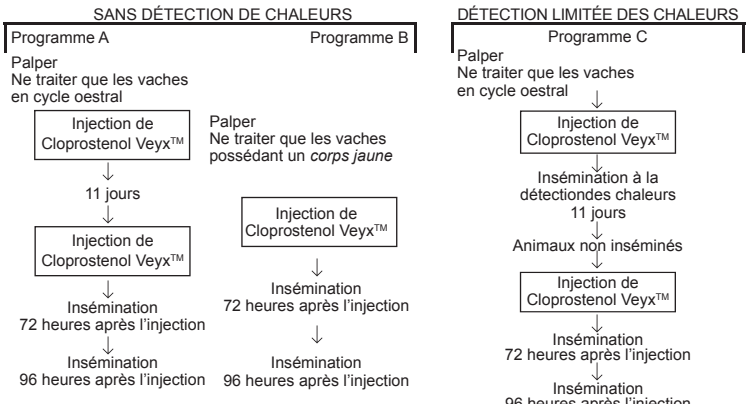 SANS DÉTECTION DE CHALEURS
Programme A
Palper
Ne traiter que les vaches
en cycle oestral
Injection de
Cloprostenol Veyx™
11 jours
Injection de
Cloprostenol Veyx™
Insémination
72 heures après l'injection
Insémination
96 heures après l'injection
Programme B
Palper
Ne traiter que les vaches
possédant un corps jaune
Injection de
Cloprostenol Veyx™
Insémination
72 heures après l'injection
Insémination
96 heures après l'injection
DÉTECTION LIMITÉE DES CHALEURS
Programme C
Palper
Ne traiter que les vaches
en cycle oestral
Injection de
Cloprostenol Veyx™
Insémination à la
détectiondes chaleurs
11 jours
Animaux non inséminés
Injection de
Cloprostenol Veyx™
Insémination
72 heures après l'injection
Insémination
96 heures après l'injection